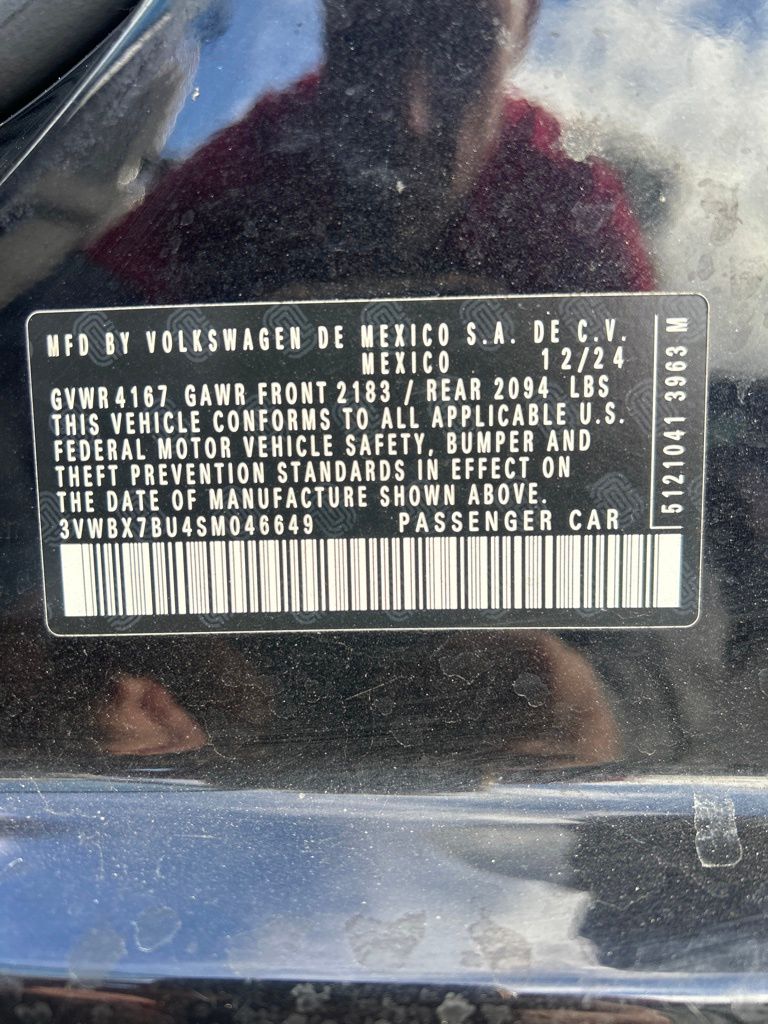 MFD BY VOLKSWAGEN DE MEXICO S.A. DE C.V.
MEXICO 12/24
GVWR 4167 GAWR FRONT 2183 / REAR 2094 LBS
THIS VEHICLE CONFORMS TO ALL APPLICABLE U.S.
FEDERAL MOTOR VEHICLE SAFETY, BUMPER AND
THEFT PREVENTION STANDARDS IN EFFECT ON
THE DATE OF MANUFACTURE SHOWN ABOVE.
3VWBX7BU4SM046649 PASSENGER CAR
5121041 3963 M